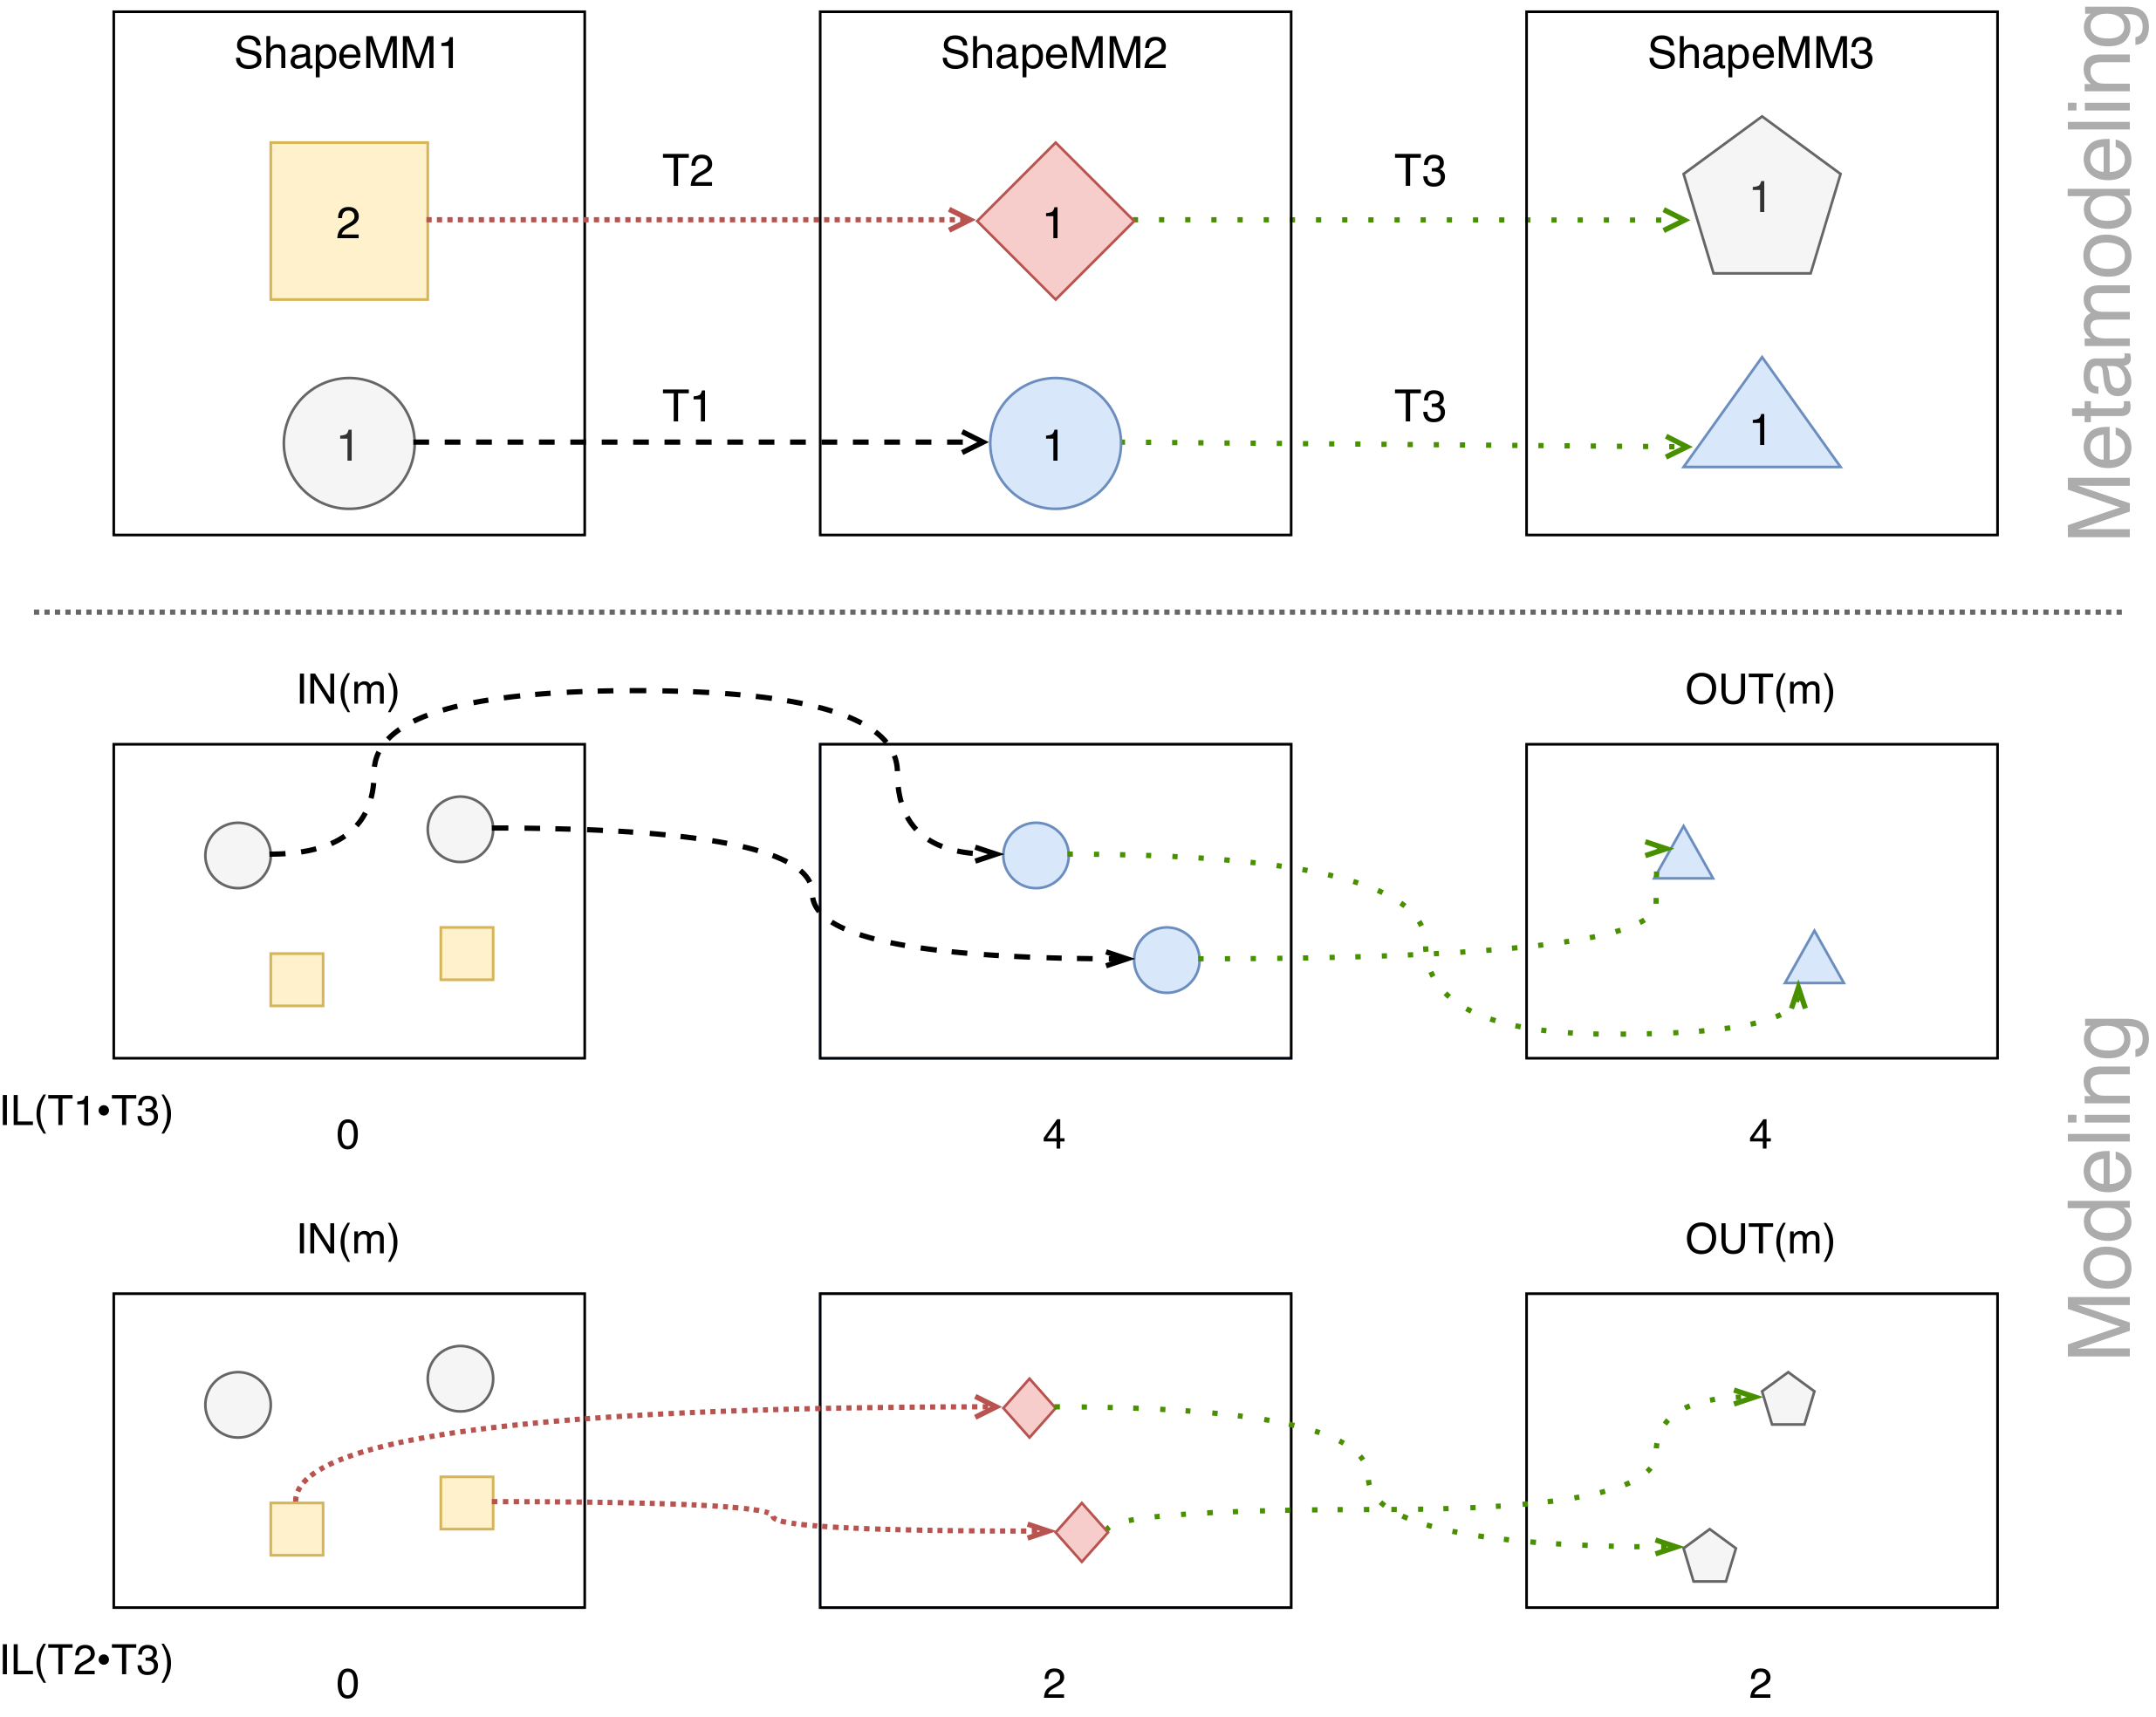 ShapeMM1 ShapeMM2 ShapeMM3
2 T2 1 T3 1
1 T1 1 T3 1
Metamodeling
IN(m) OUT(m)
IL(T1•T3) 0 4 4
Modeling
IN(m) OUT(m)
IL(T2•T3) 0 2 2